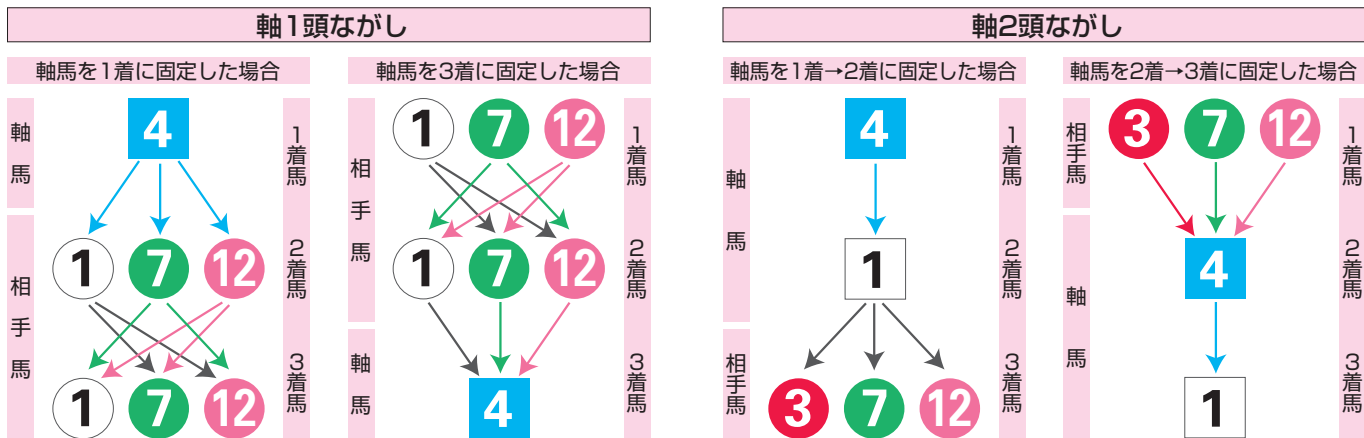 軸1頭ながし
軸馬を1着に固定した場合
軸馬
相手馬
4
1 7 12
1 7 12
1着馬
2着馬
3着馬
軸馬を3着に固定した場合
相手馬
軸馬
1 7 12
1 7 12
4
1着馬
2着馬
3着馬
軸2頭ながし
軸馬を1着→2着に固定した場合
軸馬
相手馬
4
1
3 7 12
1着馬
2着馬
3着馬
軸馬を2着→3着に固定した場合
相手馬
軸馬
3 7 12
4
1
1着馬
2着馬
3着馬